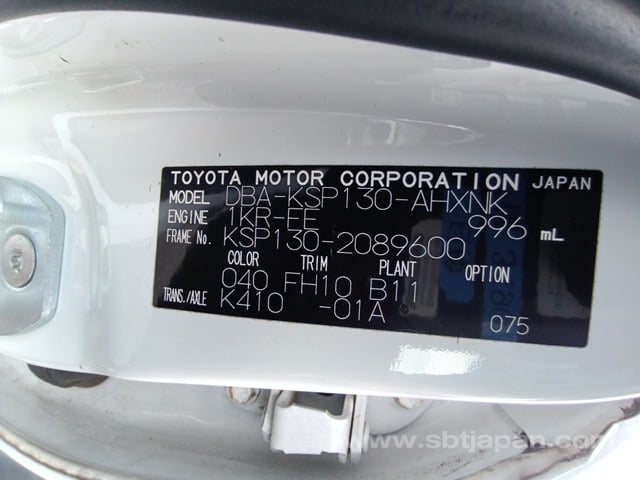 TOYOTA MOTOR CORPORATION JAPAN
MODEL DBA-KSP130-AHXNK
ENGINE 1KR-FE 996 mL
FRAME No. KSP130-2089600
COLOR TRIM PLANT OPTION
040 FH10 B11
TRANS./AXLE K410 -01A
075
www.sbtjapan.com